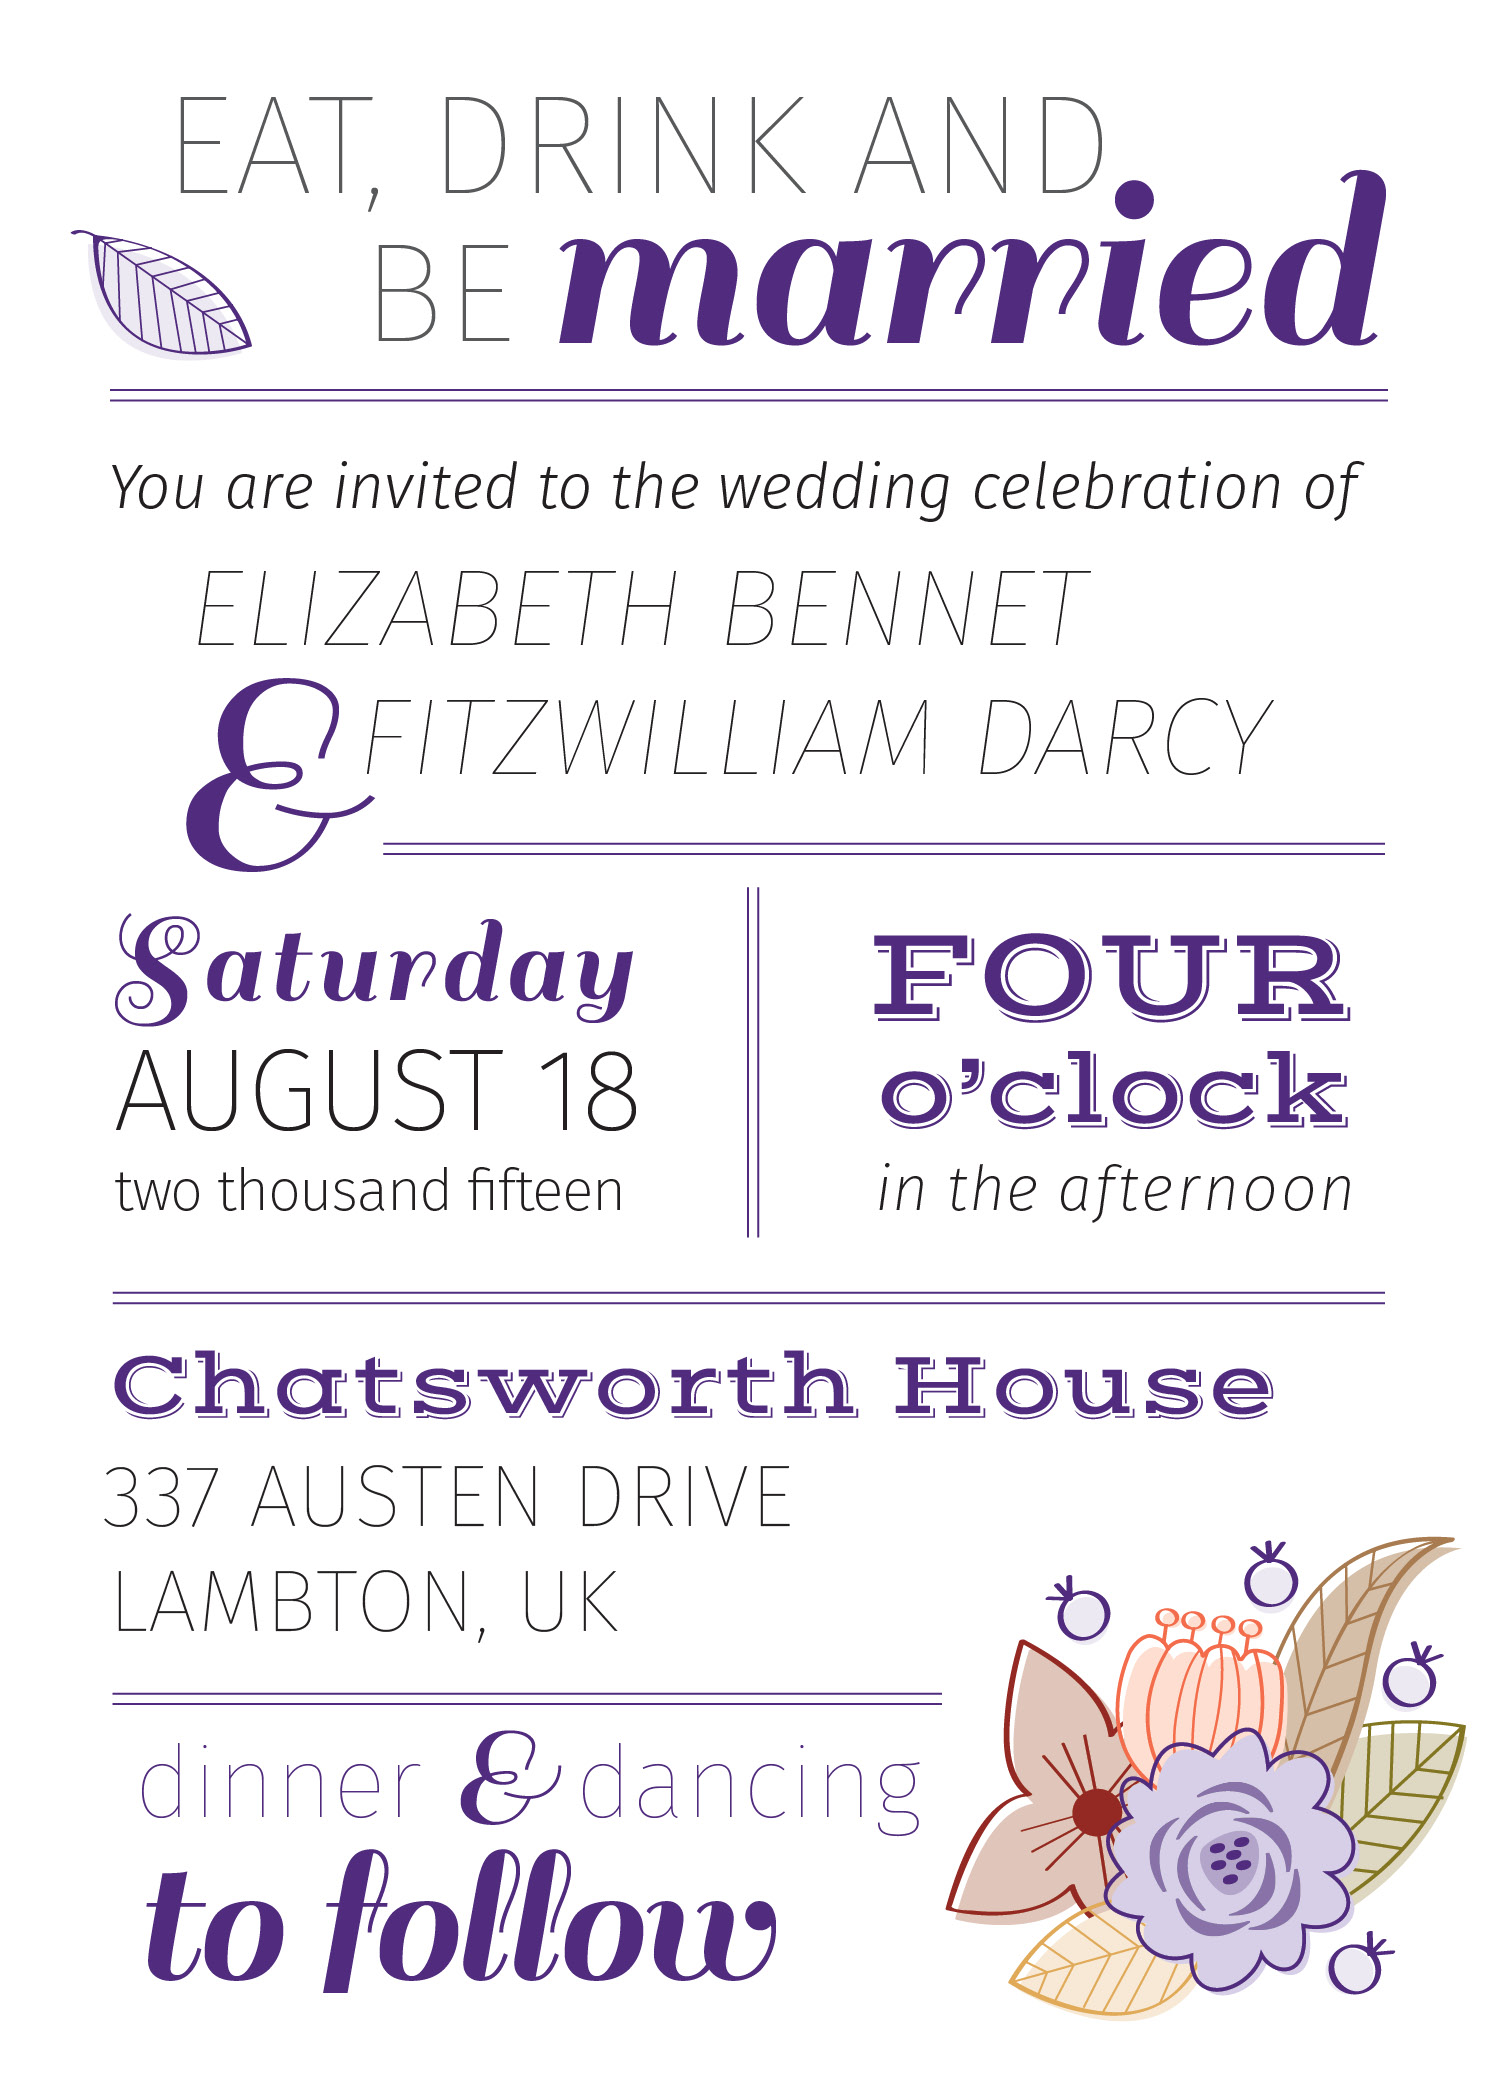 EAT, DRINK AND
BE married
You are invited to the wedding celebration of
ELIZABETH BENNET
& FITZWILLIAM DARCY
Saturday
AUGUST 18
two thousand fifteen
FOUR
o'clock
in the afternoon
Chatsworth House
337 AUSTEN DRIVE
LAMBTON, UK
dinner & dancing
to follow